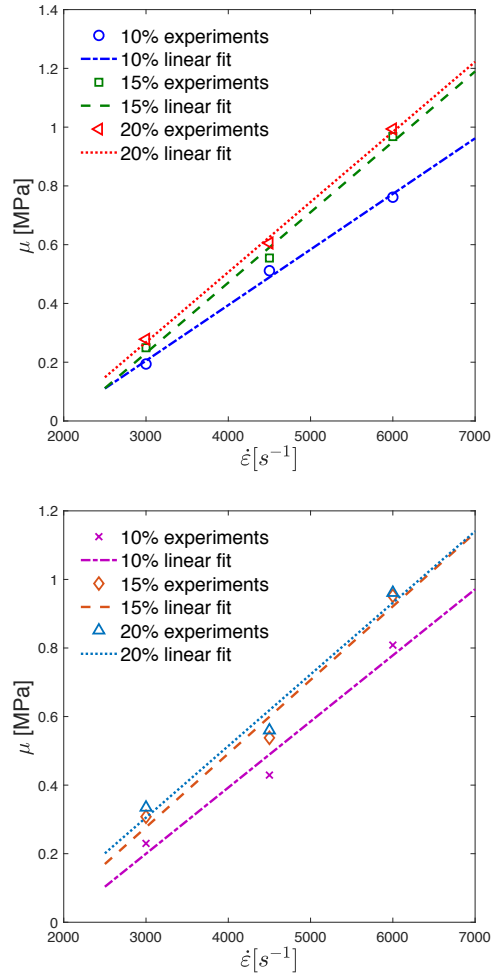 1.4
1.2
1
0.8
0.6
0.4
0.2
0
μ [MPa]
10% experiments
10% linear fit
15% experiments
15% linear fit
20% experiments
20% linear fit
2000 3000 4000 5000 6000 7000
ε̇[s⁻¹]
1.2
1
0.8
0.6
0.4
0.2
0
μ [MPa]
10% experiments
10% linear fit
15% experiments
15% linear fit
20% experiments
20% linear fit
2000 3000 4000 5000 6000 7000
ε̇[s⁻¹]